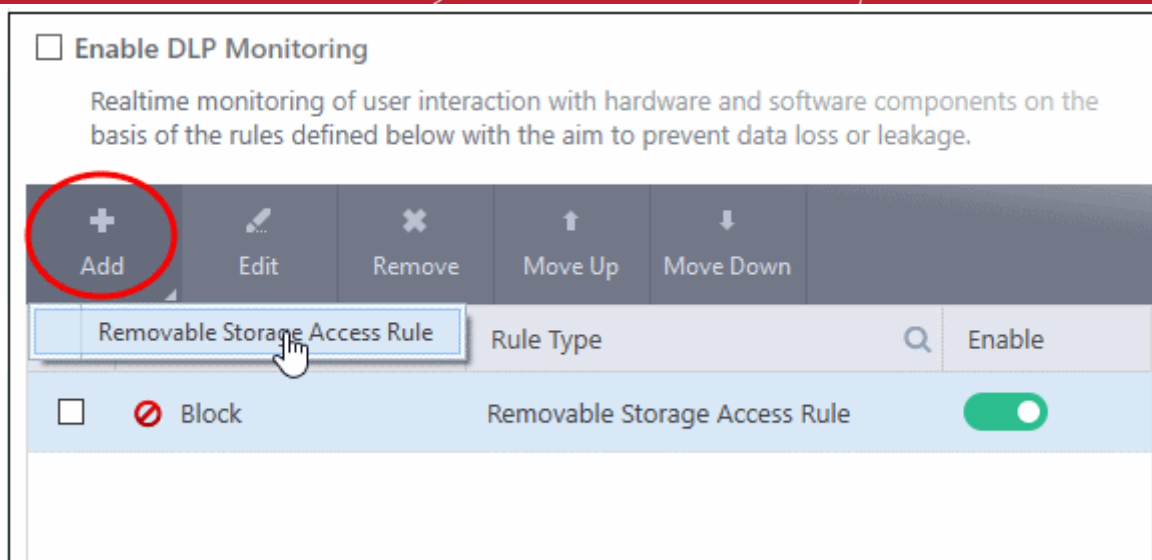 Enable DLP Monitoring
Realtime monitoring of user interaction with hardware and software components on the
basis of the rules defined below with the aim to prevent data loss or leakage.
Add Edit Remove Move Up Move Down
Removable Storage Access Rule Rule Type Enable
Block Removable Storage Access Rule